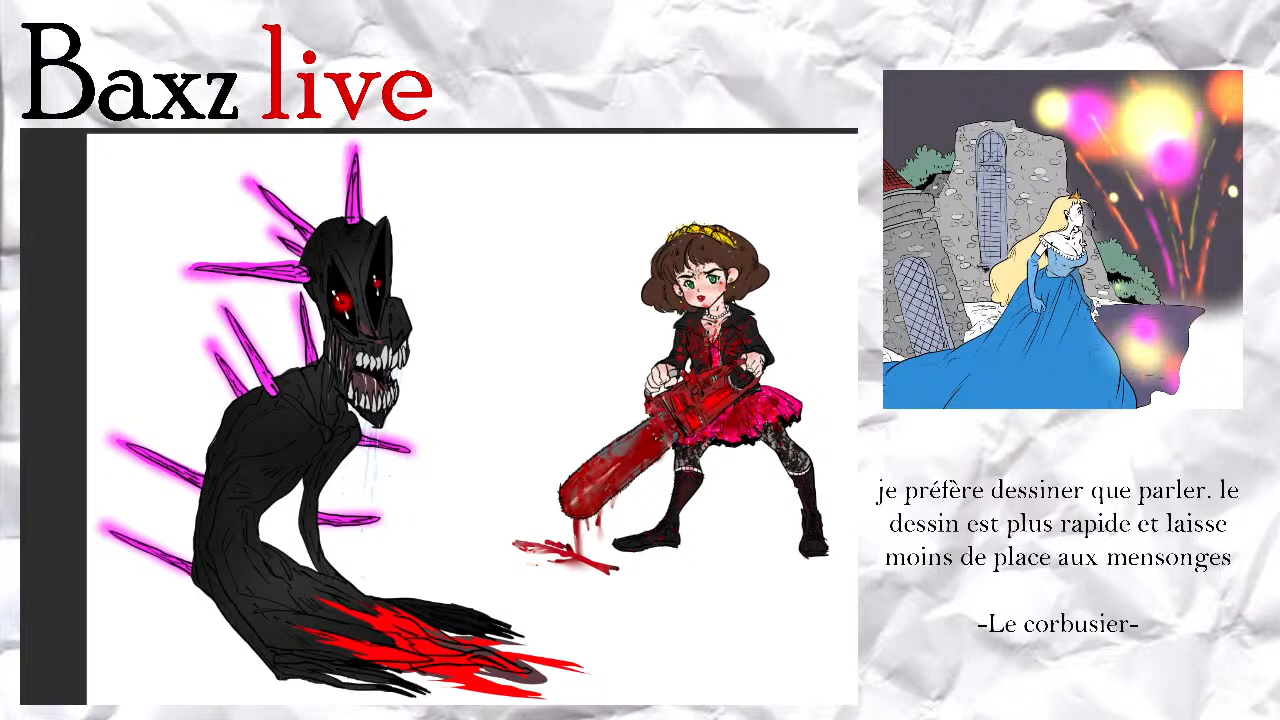 Baxz live
je préfère dessiner que parler. le
dessin est plus rapide et laisse
moins de place aux mensonges
-Le corbusier-